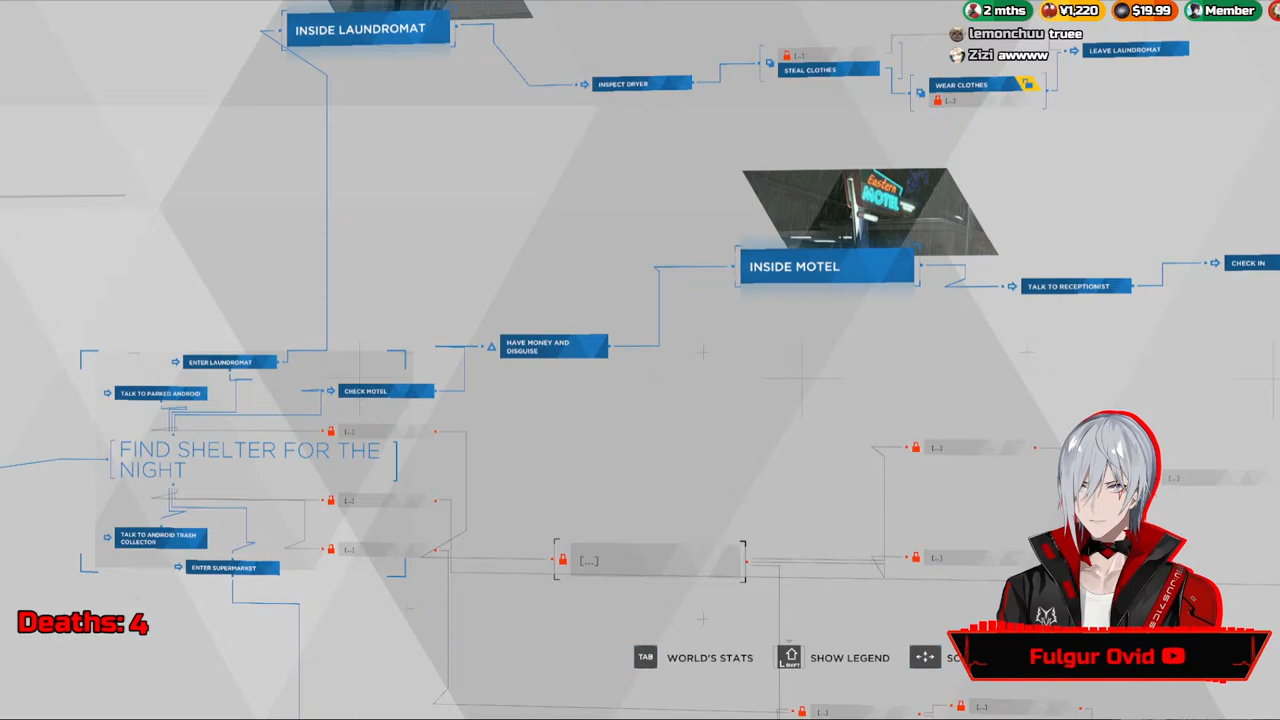 2 mths
¥1,220
$19.99
Member
lemonchuu truee
Zizi awwww
INSIDE LAUNDROMAT
INSPECT DRYER
[...]
STEAL CLOTHES
WEAR CLOTHES
[...]
LEAVE LAUNDROMAT
Eastern
MOTEL
INSIDE MOTEL
TALK TO RECEPTIONIST
CHECK IN
HAVE MONEY AND
DISGUISE
ENTER LAUNDROMAT
TALK TO PARKED ANDROID
CHECK MOTEL
[...]
FIND SHELTER FOR THE
NIGHT
[...]
[...]
TALK TO ANDROID TRASH
COLLECTOR
ENTER SUPERMARKET
[...]
[...]
[...]
[...]
Deaths: 4
TAB WORLD'S STATS
L SHIFT SHOW LEGEND
[...]
[...]
Fulgur Ovid